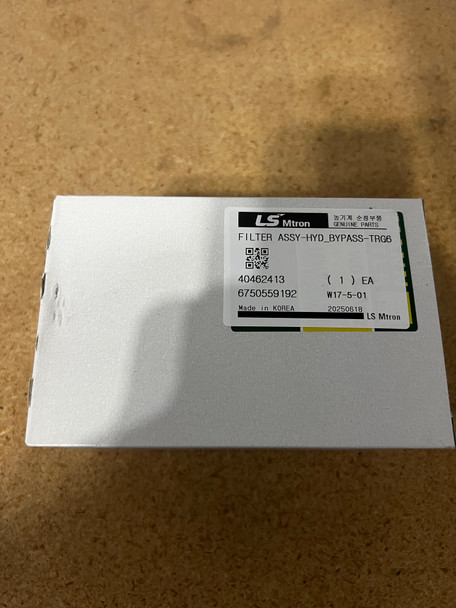 LS Mtron
농기계 순정부품
GENUINE PARTS
FILTER ASSY-HYD_BYPASS-TRG6
40462413 ( 1 ) EA
6750559192 W17-5-01
Made in KOREA 20250618
LS Mtron